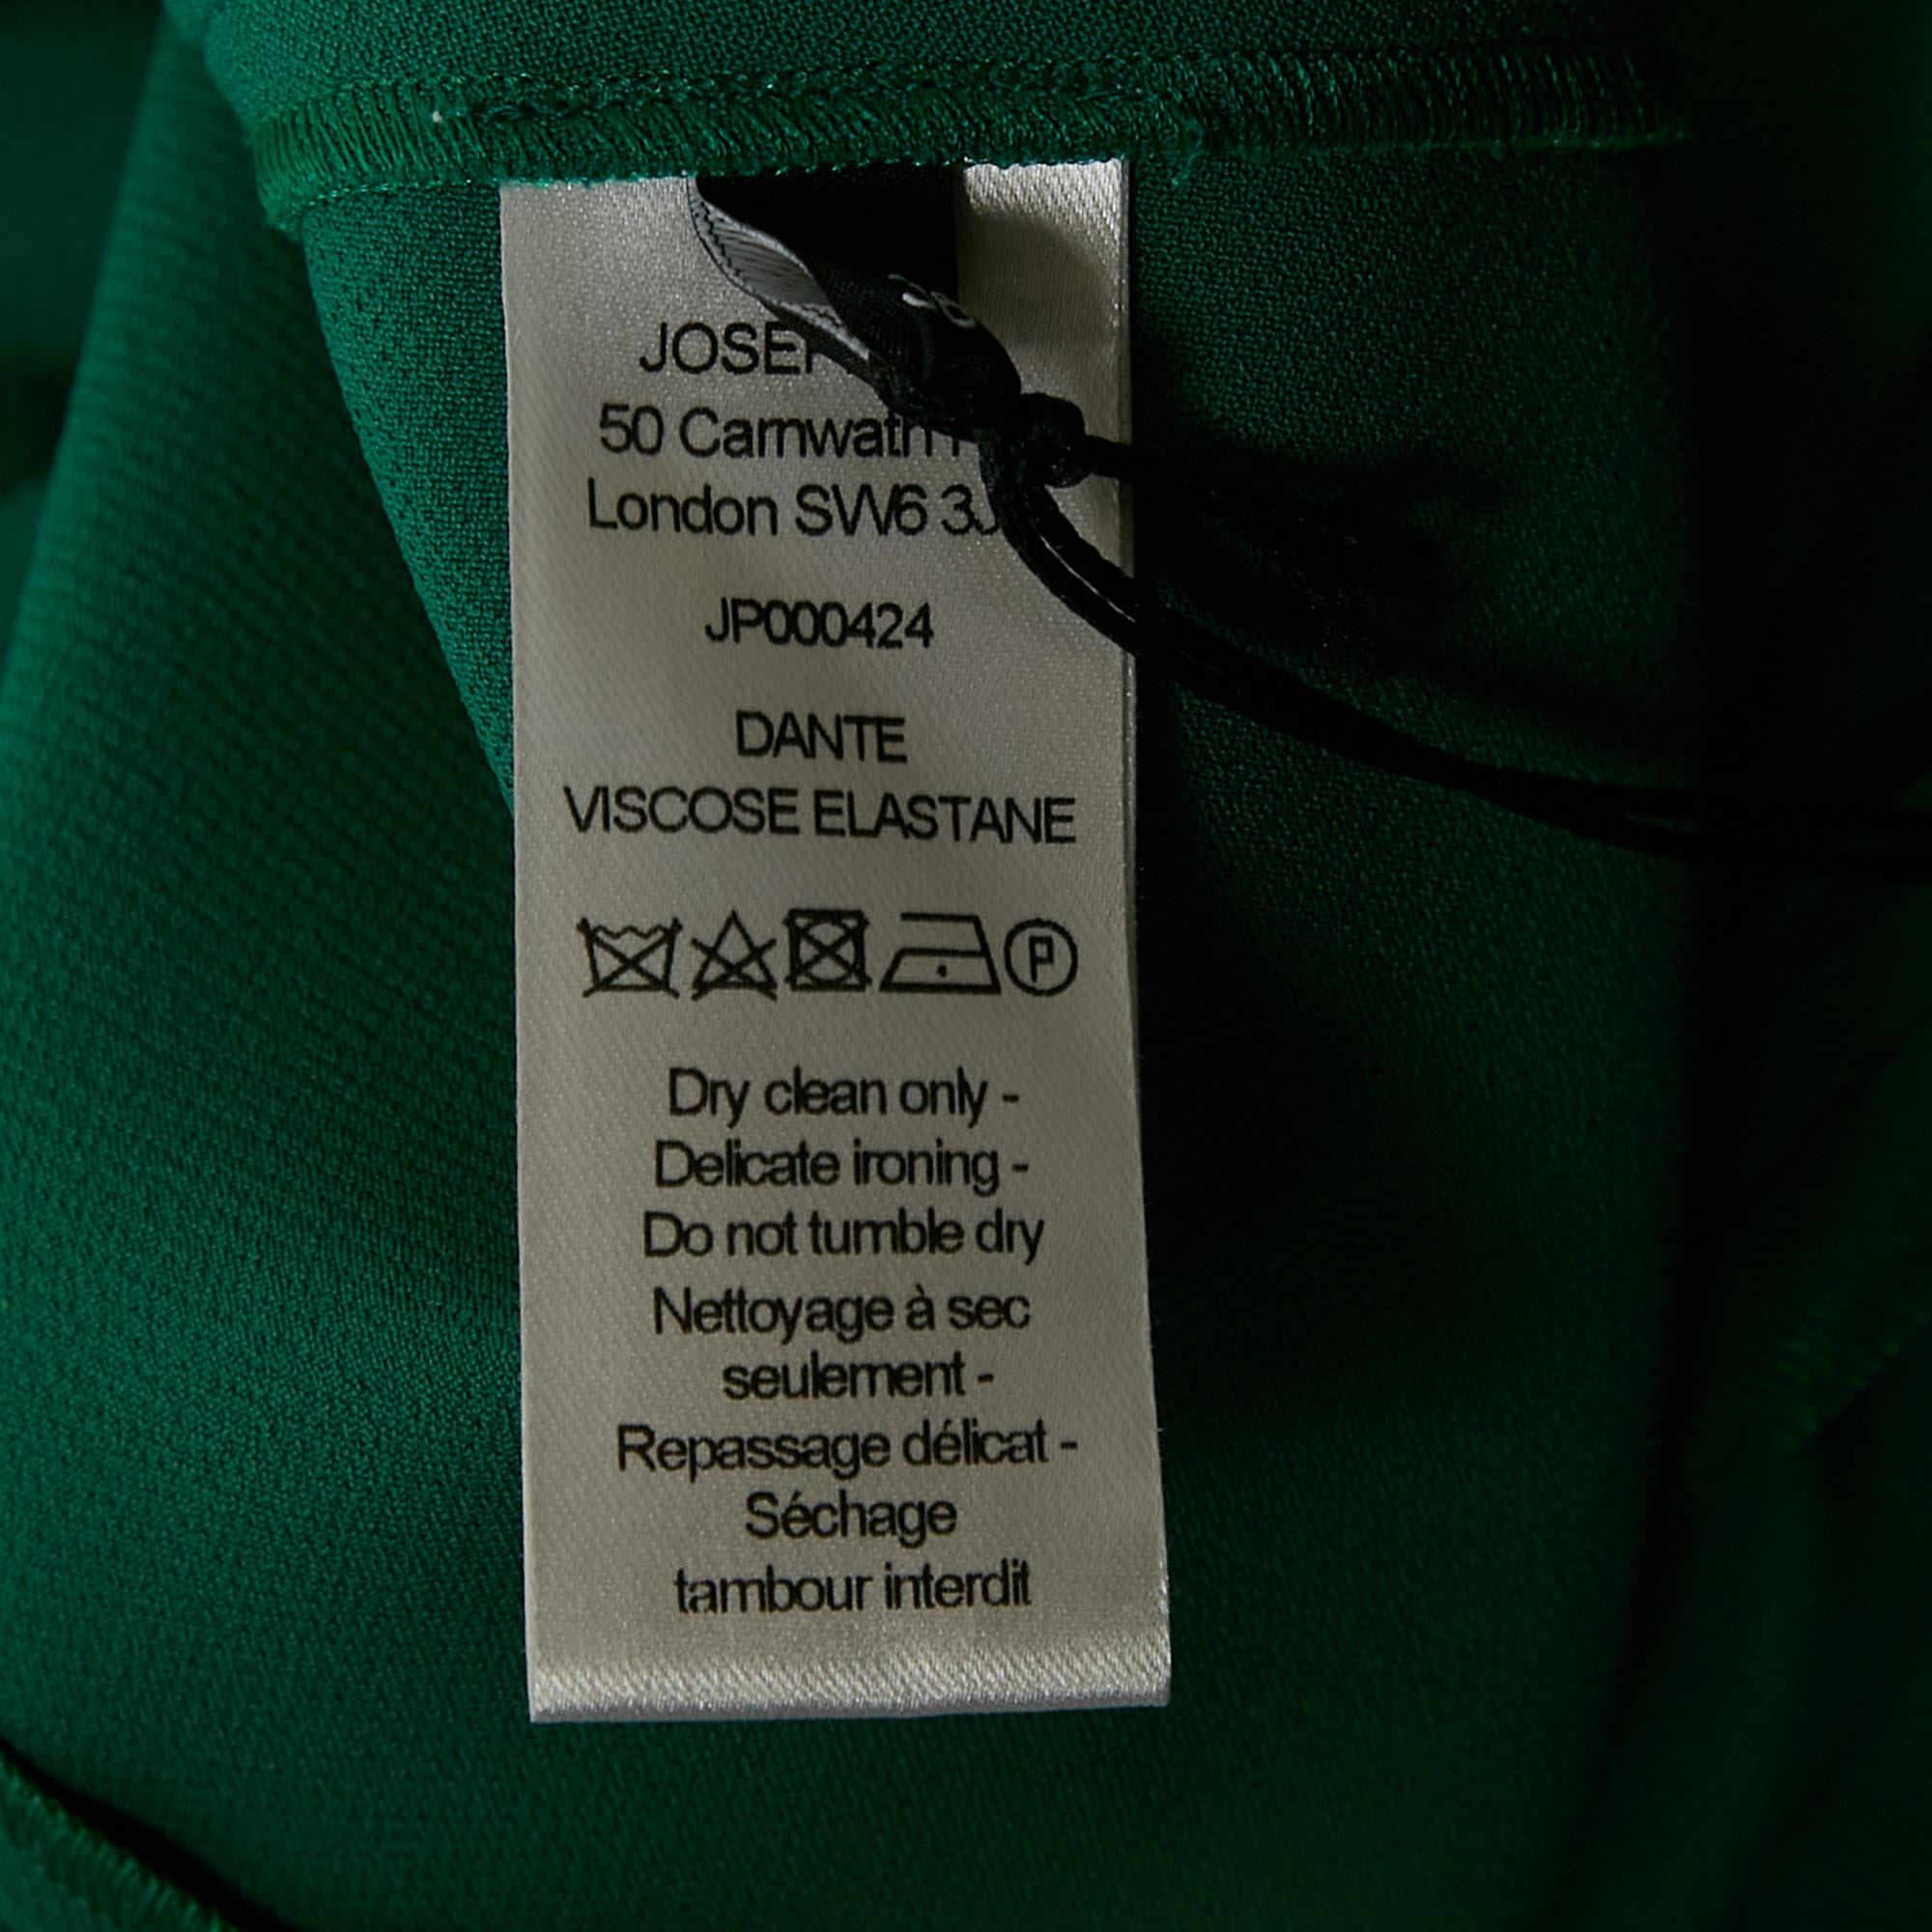 50 Carnwath
London SW6
JP000424
DANTE
VISCOSE ELASTANE
P
Dry clean only -
Delicate ironing -
Do not tumble dry
Nettoyage à sec
seulement -
Repassage délicat -
Séchage
tambour interdit